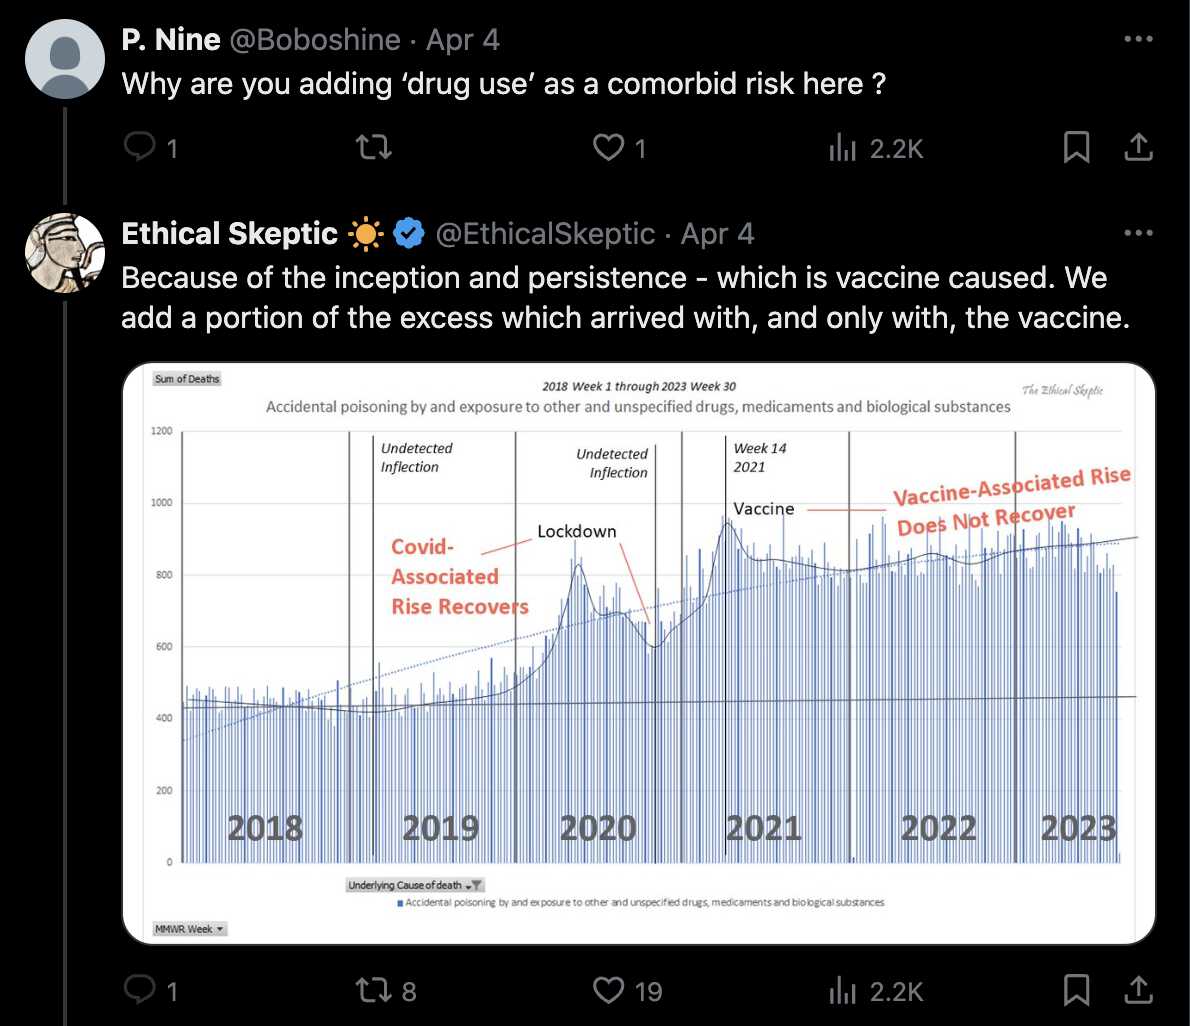 P. Nine @Boboshine · Apr 4
Why are you adding ‘drug use’ as a comorbid risk here ?
1 1 2.2K
Ethical Skeptic @EthicalSkeptic · Apr 4
Because of the inception and persistence - which is vaccine caused. We
add a portion of the excess which arrived with, and only with, the vaccine.
Sum of Deaths
2018 Week 1 through 2023 Week 30
The Ethical Skeptic
Accidental poisoning by and exposure to other and unspecified drugs, medicaments and biological substances
1200
1000
800
600
400
200
0
Undetected
Inflection
Undetected
Inflection
Week 14
2021
Vaccine
Vaccine-Associated Rise
Does Not Recover
Lockdown
Covid-
Associated
Rise Recovers
2018 2019 2020 2021 2022 2023
Underlying Cause of death
Accidental poisoning by and exposure to other and unspecified drugs, medicaments and biological substances
MMWR Week
1 8 19 2.2K